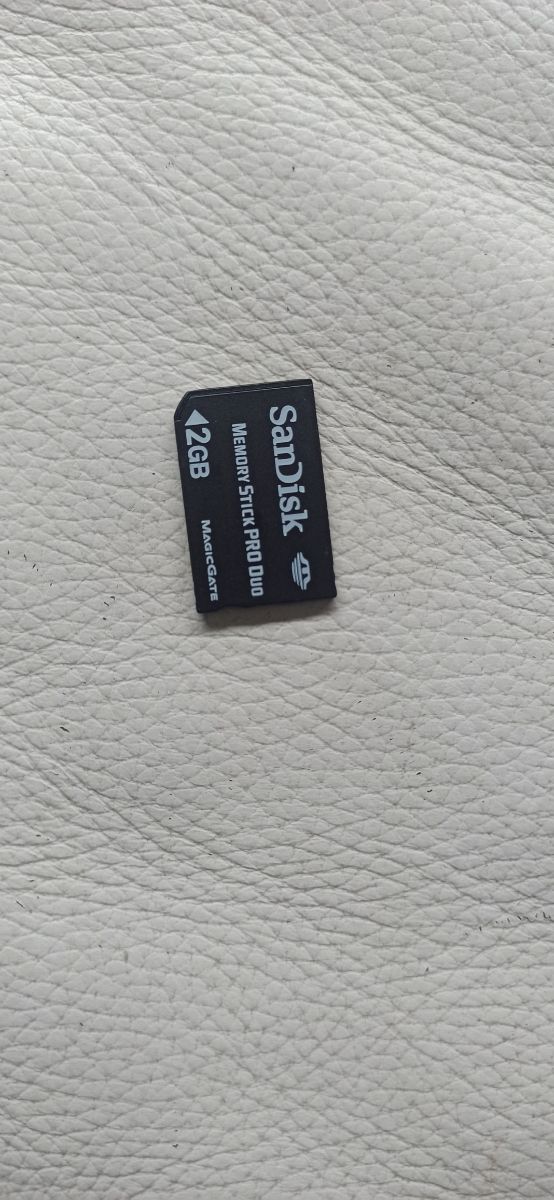 SanDisk
MEMORY STICK PRO DUO
2GB MAGICGATE